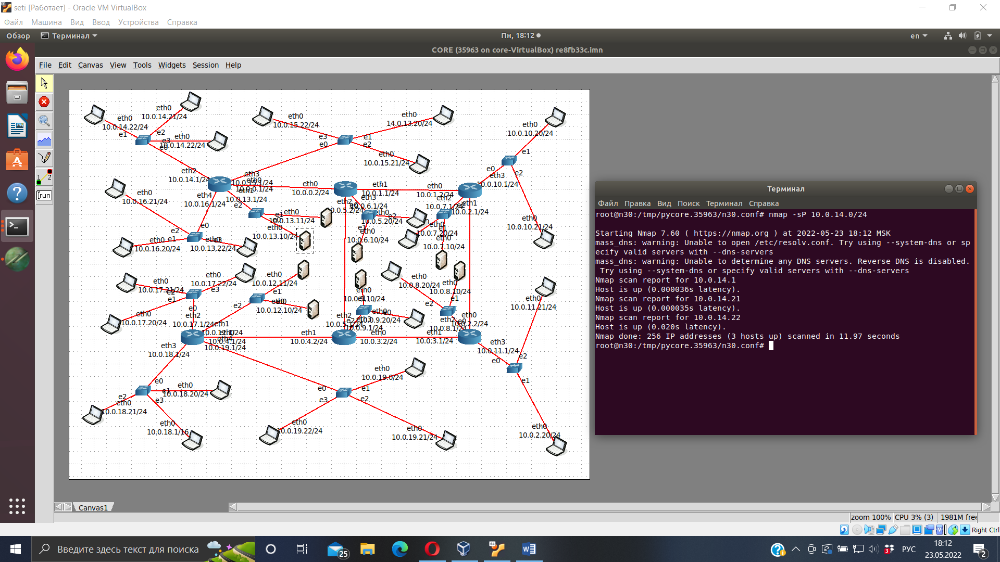 seti [Работает] - Oracle VM VirtualBox
Файл Машина Вид Ввод Устройства Справка
Обзор Терминал Пн, 18:12 en
CORE (35963 on core-VirtualBox) re8fb33c.imn
File Edit Canvas View Tools Widgets Session Help
eth0
10.0.14.21/24
eth0
10.0.14.22/24
e1
e2
e3
eth0
10.0.14.22/24
e0
eth0
10.0.15.22/24
eth0
14.0.13.20/24
e3
e0
e1
e2
eth0
10.0.15.21/24
eth0
10.0.10.20/24
e1
e0
e2
eth3
10.0.10.1/24
eth2
10.0.14.1/24
eth3
10.0.15.1/24
eth0
10.0.0.1/24
eth1
10.0.13.1/24
eth4
10.0.16.1/24
eth0
10.0.0.2/24
eth1
10.0.1.1/24
eth0
10.0.1.2/24
eth2
10.0.7.1/24
eth1
10.0.2.1/24
eth0
10.0.16.21/24
e2
e1
eth0
10.0.13.11/24
eth0
10.0.13.10/24
eth2
10.0.5.2/24
eth3
10.0.6.1/24
e0
e2
eth0
10.0.5.20/24
e1
eth0
10.0.6.10/24
eth0
10.0.7.20/24
e1
eth0
10.0.7.10/24
eth0
10.0.10.21/24
e2
e0
e1
eth0
10.0.16.20/24
eth0
e3
10.0.13.22/24
eth0
10.0.17.21/24
eth0
10.0.17.22/24
e2
e1
e3
e0
eth0
10.0.17.20/24
eth2
10.0.17.1/24
eth0
10.0.12.11/24
e1
e2
eth0
10.0.12.10/24
eth0
10.0.9.10/24
e1
eth0
10.0.9.20/24
eth0
10.0.8.20/24
eth0
10.0.8.10/24
e1
e2
e0
eth0
10.0.11.21/24
eth1
10.0.12.1/24
eth0
10.0.4.1/24
eth4
10.0.19.1/24
eth3
10.0.18.1/24
eth1
10.0.4.2/24
eth2
10.0.5.1/24
eth3
10.0.9.1/24
eth0
10.0.3.2/24
eth1
10.0.3.1/24
eth2
10.0.8.1/24
eth0
10.0.2.2/24
eth3
10.0.11.1/24
e0
e2
e1
e0
eth0
e1
10.0.18.20/24
e2
e3
eth0
10.0.18.21/24
eth0
10.0.18.1/16
eth0
10.0.19.0/24
e0
e1
e3
e2
eth0
10.0.19.22/24
eth0
10.0.19.21/24
eth0
10.0.2.20/24
1 2
run
Терминал
Файл Правка Вид Поиск Терминал Справка
root@n30:/tmp/pycore.35963/n30.conf# nmap -sP 10.0.14.0/24
Starting Nmap 7.60 ( https://nmap.org ) at 2022-05-23 18:12 MSK
mass_dns: warning: Unable to open /etc/resolv.conf. Try using --system-dns or sp
ecify valid servers with --dns-servers
mass_dns: warning: Unable to determine any DNS servers. Reverse DNS is disabled.
Try using --system-dns or specify valid servers with --dns-servers
Nmap scan report for 10.0.14.1
Host is up (0.000036s latency).
Nmap scan report for 10.0.14.21
Host is up (0.000035s latency).
Nmap scan report for 10.0.14.22
Host is up (0.020s latency).
Nmap done: 256 IP addresses (3 hosts up) scanned in 11.97 seconds
root@n30:/tmp/pycore.35963/n30.conf#
Canvas1
zoom 100% CPU 3% (3) 1981M free
Right Ctrl
Введите здесь текст для поиска
25
64
3
РУС
18:12
23.05.2022
2